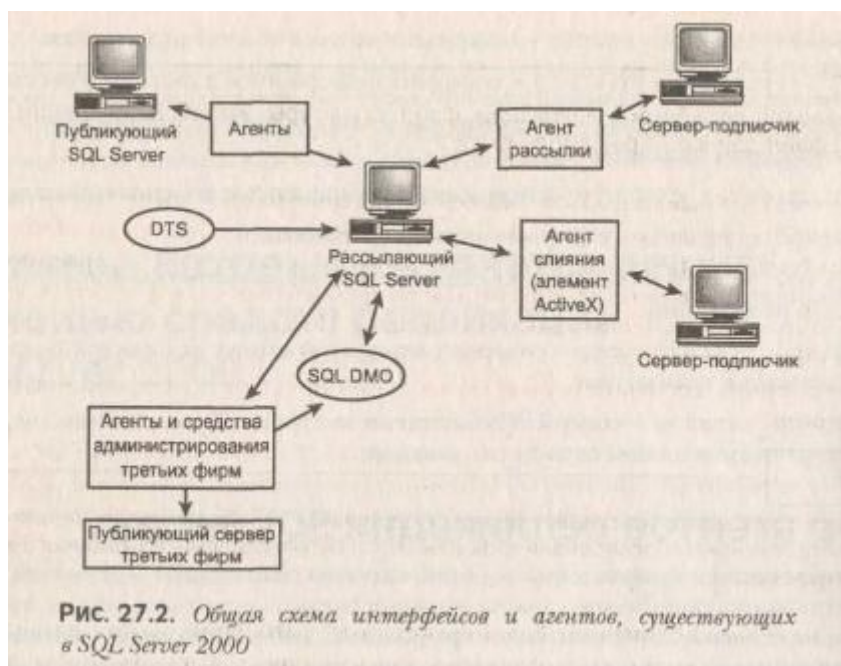 Публикующий
SQL Server
Агенты
Агент
рассылки
Сервер-подписчик
DTS
Рассылающий
SQL Server
Агент
слияния
(элемент
ActiveX)
Сервер-подписчик
SQL DMO
Агенты и средства
администрирования
третьих фирм
Публикующий сервер
третьих фирм
Рис. 27.2. Общая схема интерфейсов и агентов, существующих
в SQL Server 2000